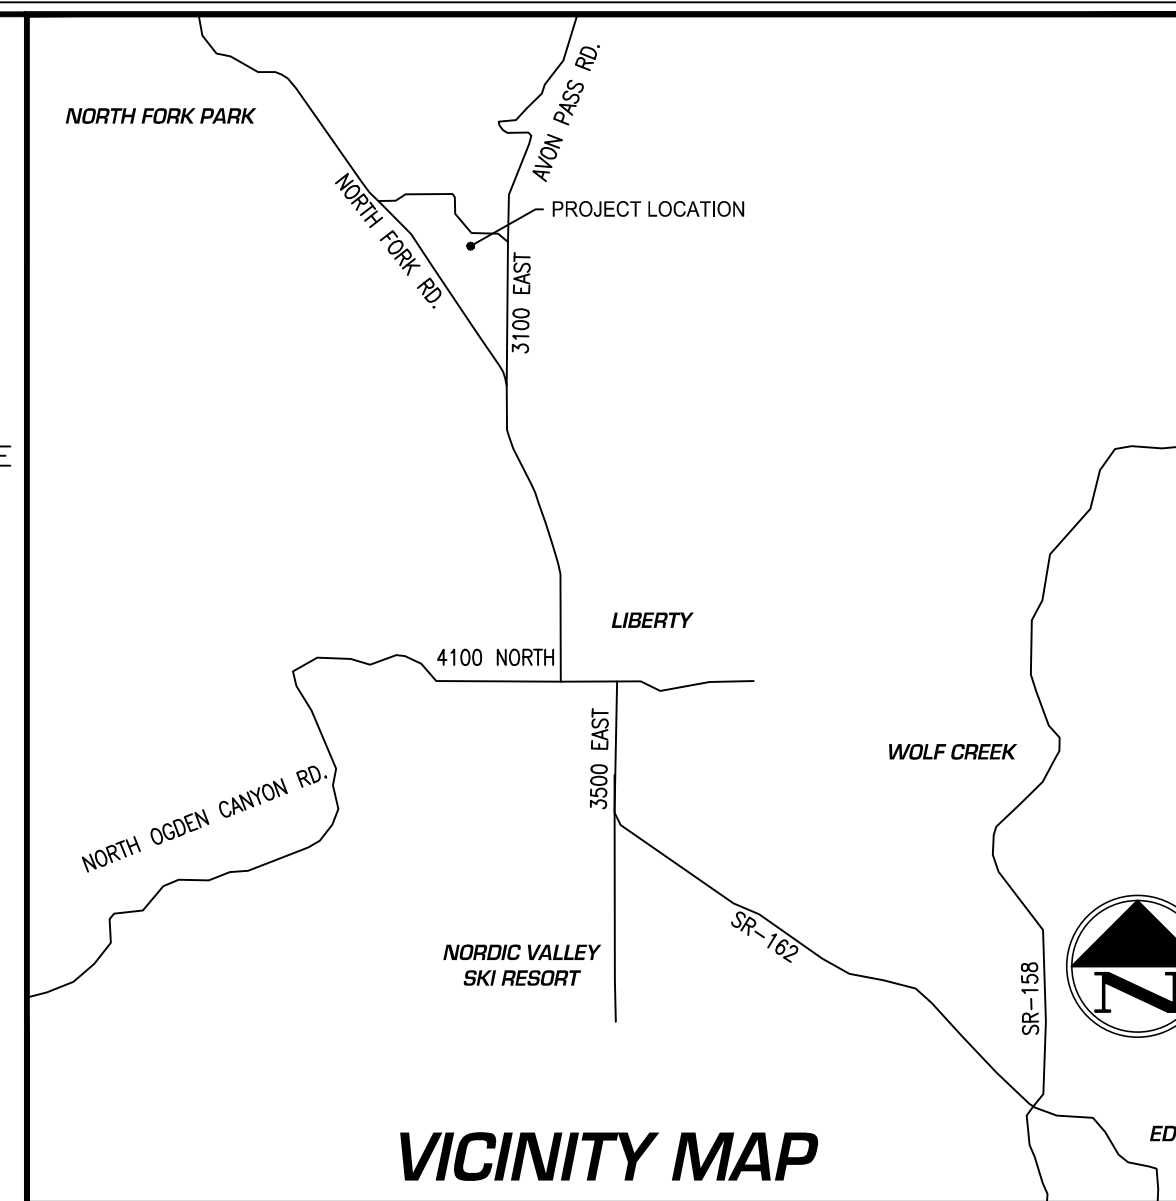 NORTH FORK PARK
AVON PASS RD.
NORTH FORK RD.
PROJECT LOCATION
3100 EAST
E
LIBERTY
4100 NORTH
3500 EAST
WOLF CREEK
NORTH OGDEN CANYON RD.
SR-162
NORDIC VALLEY
SKI RESORT
SR-158
N
ED
VICINITY MAP